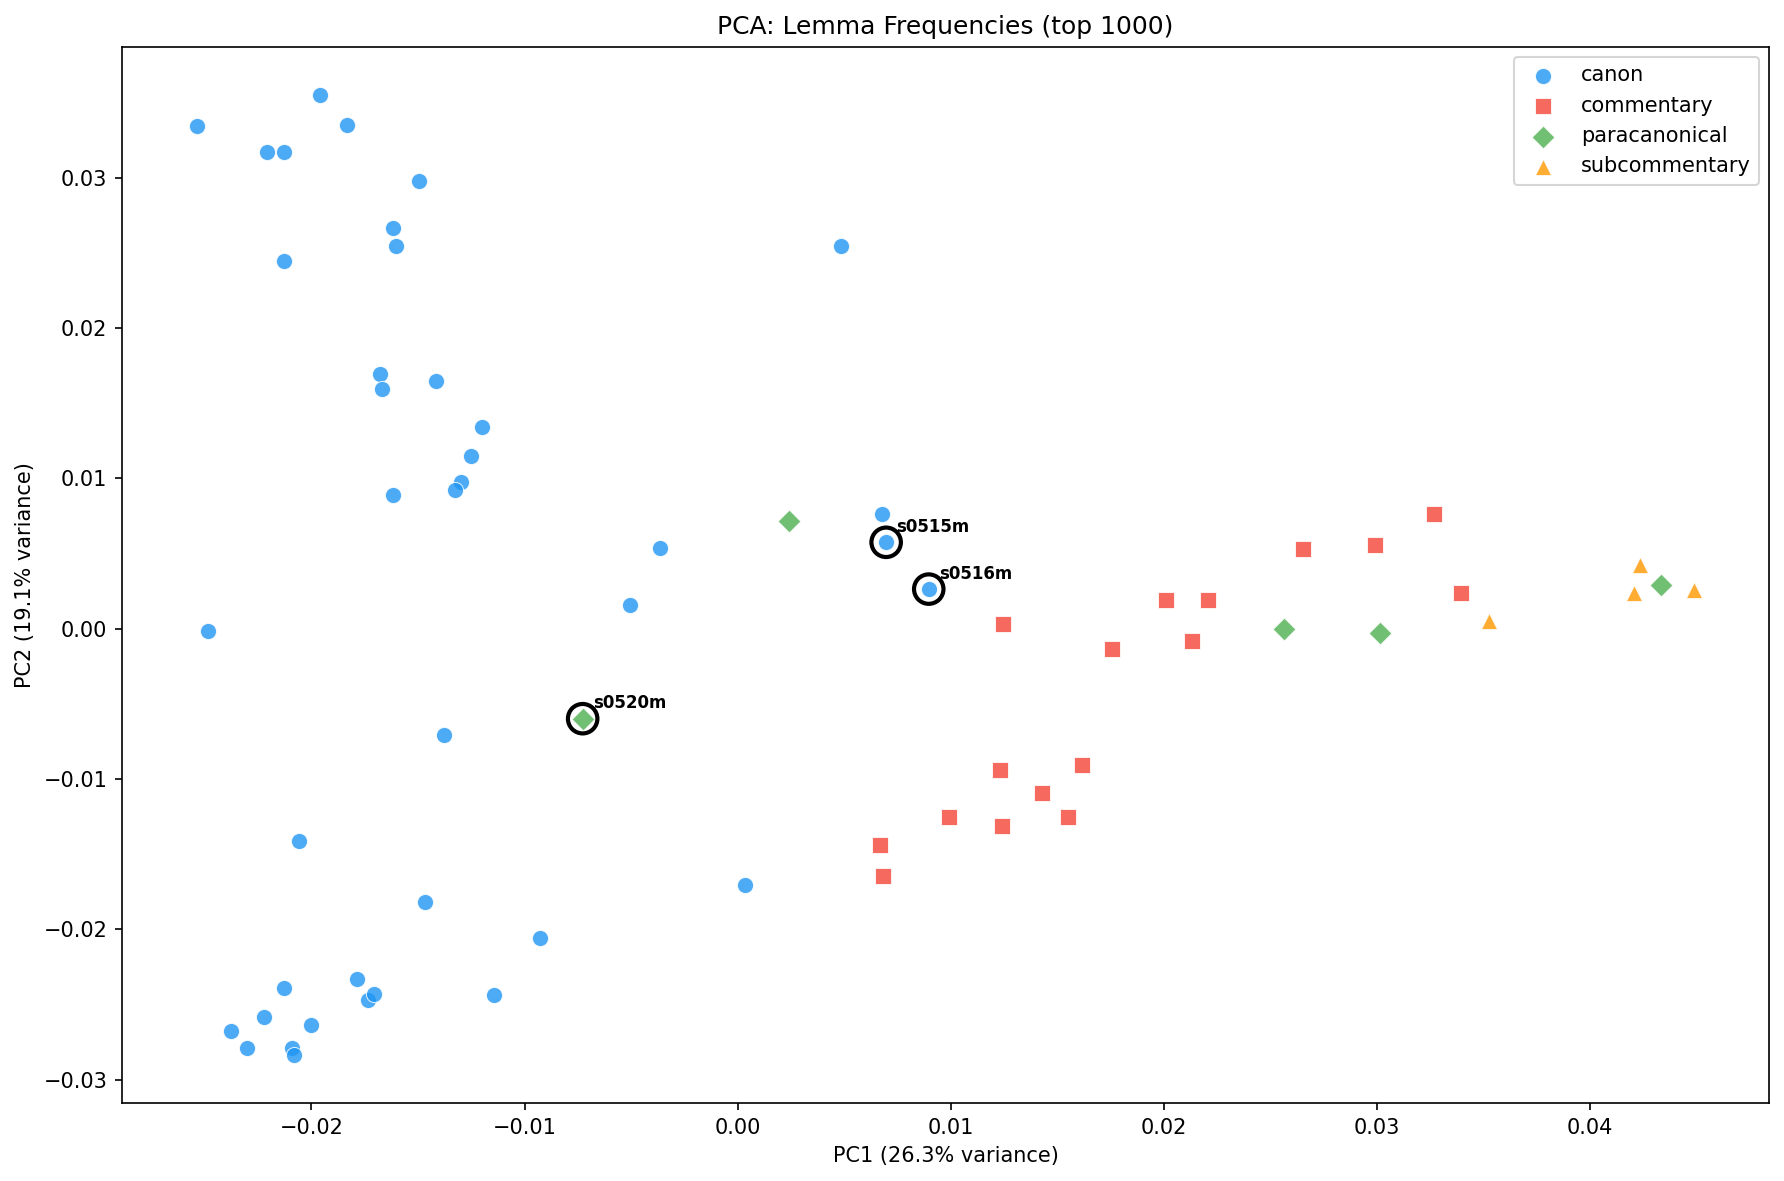 PCA: Lemma Frequencies (top 1000)
canon
commentary
paracanonical
subcommentary
0.03
0.02
0.01
0.00
−0.01
−0.02
−0.03
PC2 (19.1% variance)
s0515m
s0516m
s0520m
−0.02
−0.01
0.00
0.01
0.02
0.03
0.04
PC1 (26.3% variance)